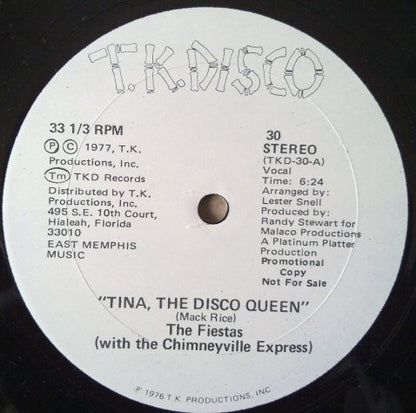 T.K. DISCO
33 1/3 RPM
Ⓟ Ⓒ 1977, T.K.
Productions, Inc.
Tm TKD Records
Distributed by T.K.
Productions, Inc.
495 S.E. 10th Court,
Hialeah, Florida
33010
EAST MEMPHIS
MUSIC
30
STEREO
(TKD-30-A)
Vocal
Time: 6:24
Arranged by:
Lester Snell
Produced by:
Randy Stewart for
Malaco Productions
A Platinum Platter
Production
Promotional
Copy
Not For Sale
"TINA, THE DISCO QUEEN"
(Mack Rice)
The Fiestas
(with the Chimneyville Express)
Ⓟ 1976 T.K. PRODUCTIONS, INC.